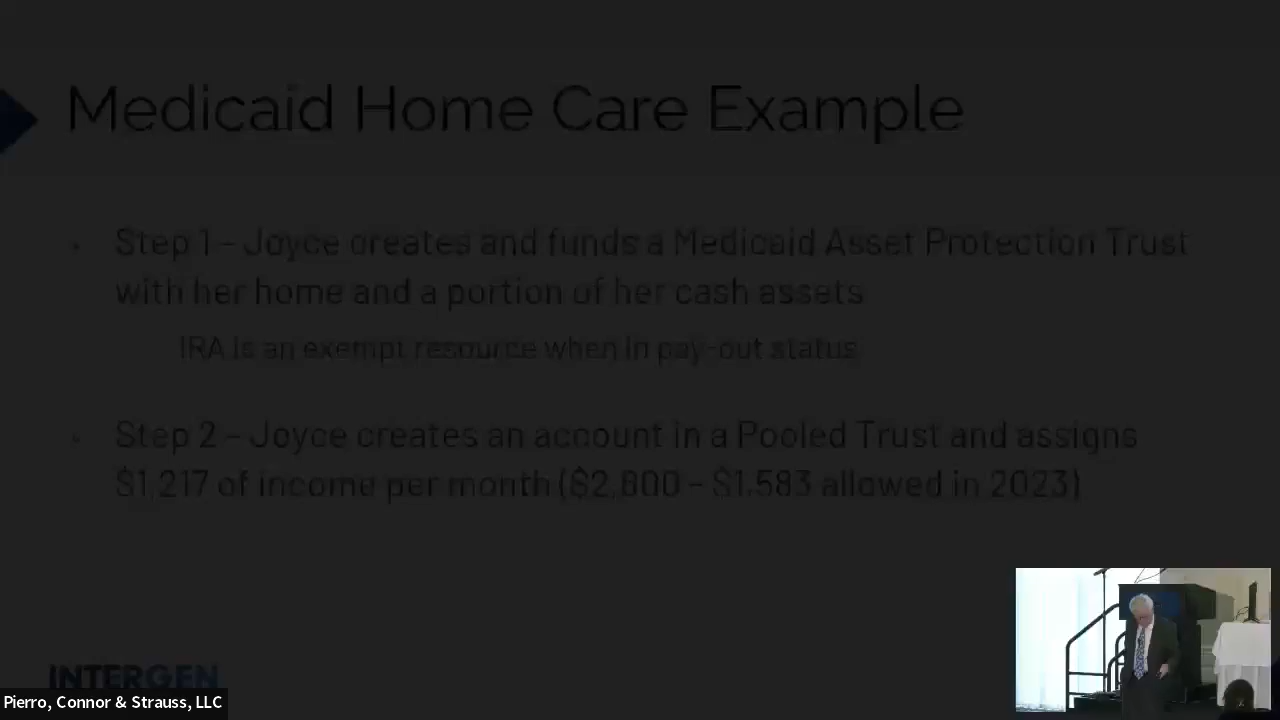 Medicaid Home Care Example
Step 1 – Joyce creates and funds a Medicaid Asset Protection Trust
with her home and a portion of her cash assets
IRA is an exempt resource when in pay-out status
Step 2 – Joyce creates an account in a Pooled Trust and assigns
$1,217 of income per month ($2,800 – $1,583 allowed in 2023)
INTERGEN
Pierro, Connor & Strauss, LLC